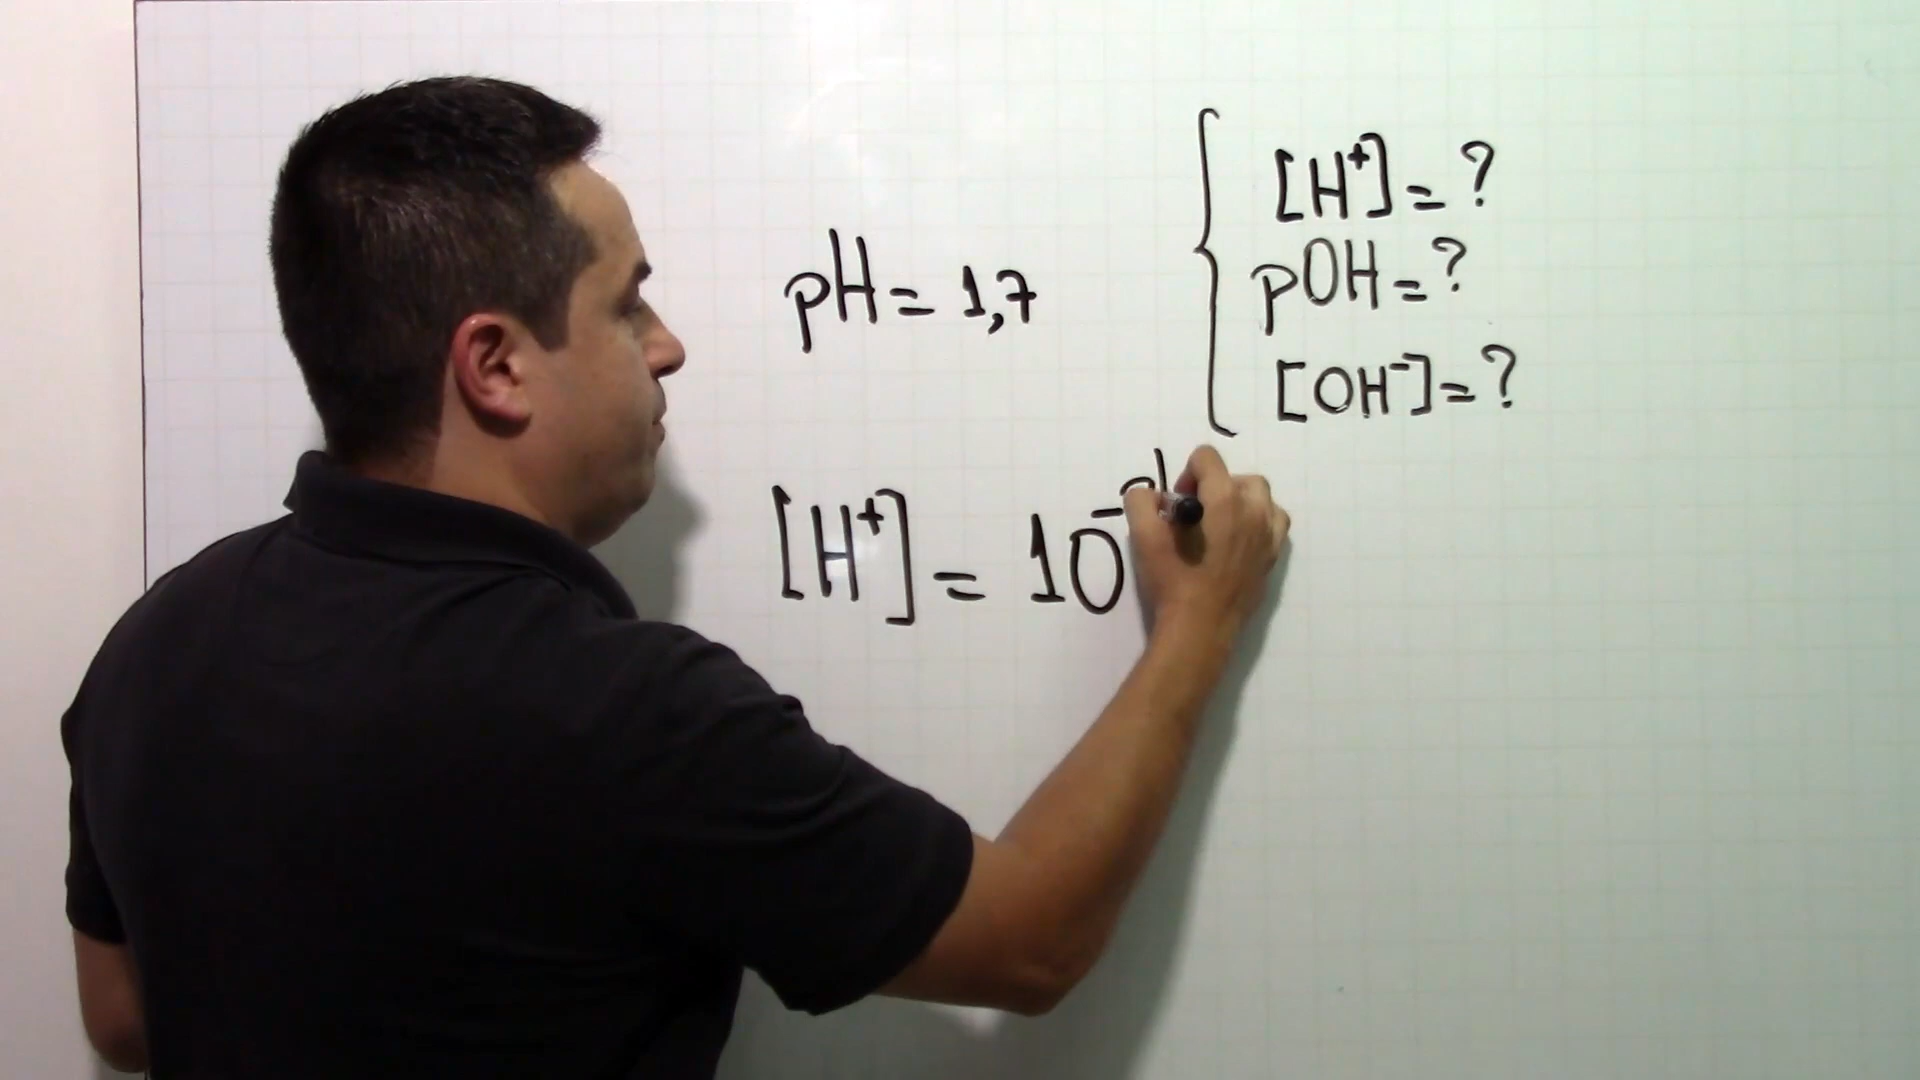 pH = 1,7
[H⁺] = ?
pOH = ?
[OH⁻] = ?
[H⁺] = 10⁻